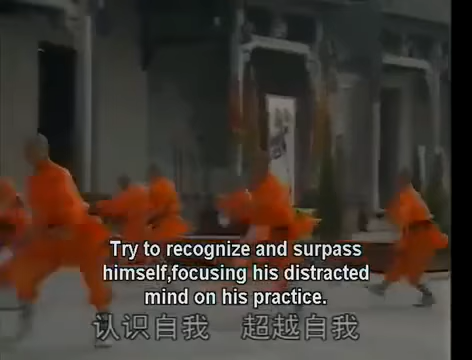 Try to recognize and surpass
himself,focusing his distracted
mind on his practice.
认识自我 超越自我